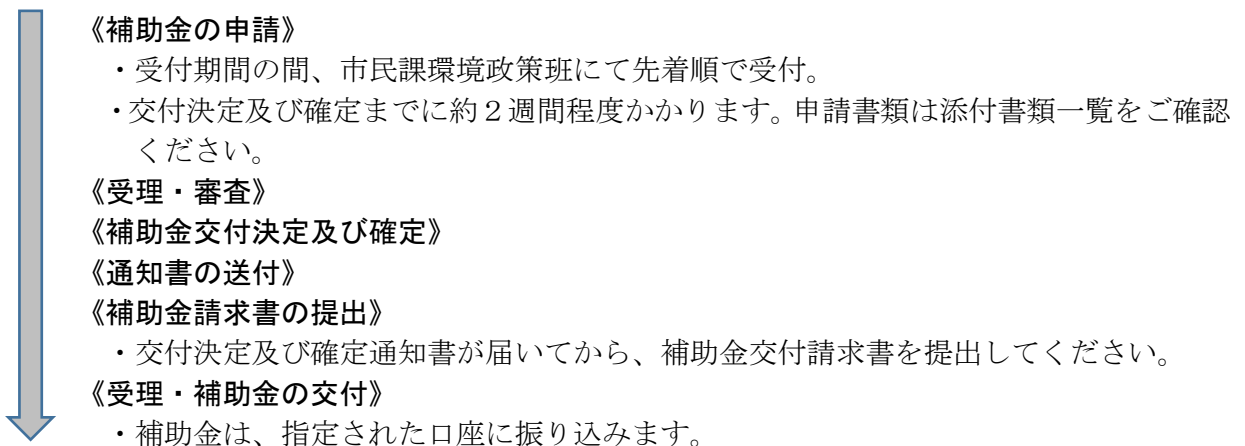 《補助金の申請》
・受付期間の間、市民課環境政策班にて先着順で受付。
・交付決定及び確定までに約２週間程度かかります。申請書類は添付書類一覧をご確認
ください。
《受理・審査》
《補助金交付決定及び確定》
《通知書の送付》
《補助金請求書の提出》
・交付決定及び確定通知書が届いてから、補助金交付請求書を提出してください。
《受理・補助金の交付》
・補助金は、指定された口座に振り込みます。